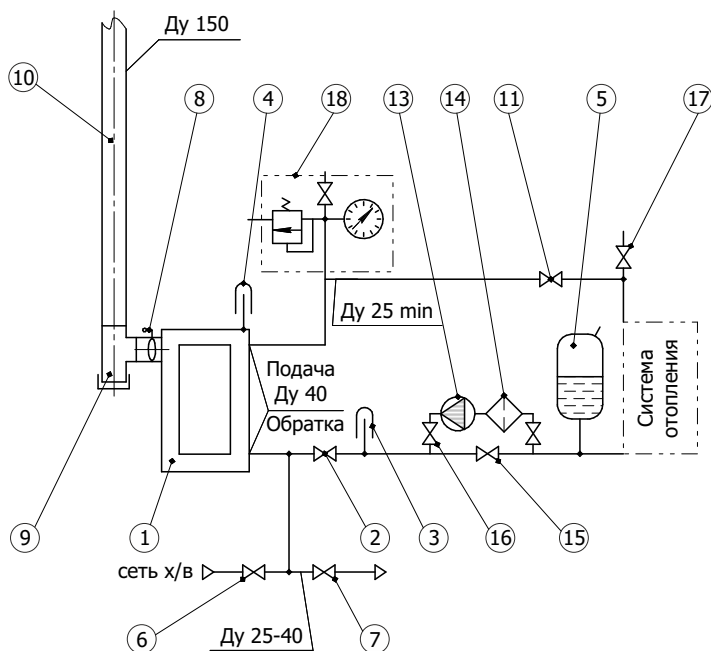 Ду 150
10
8
4
18
13
14
11
5
17
Ду 25 min
Подача
Ду 40
Обратка
Система
отопления
9
1
2
3
16
15
сеть х/в
6
7
Ду 25-40